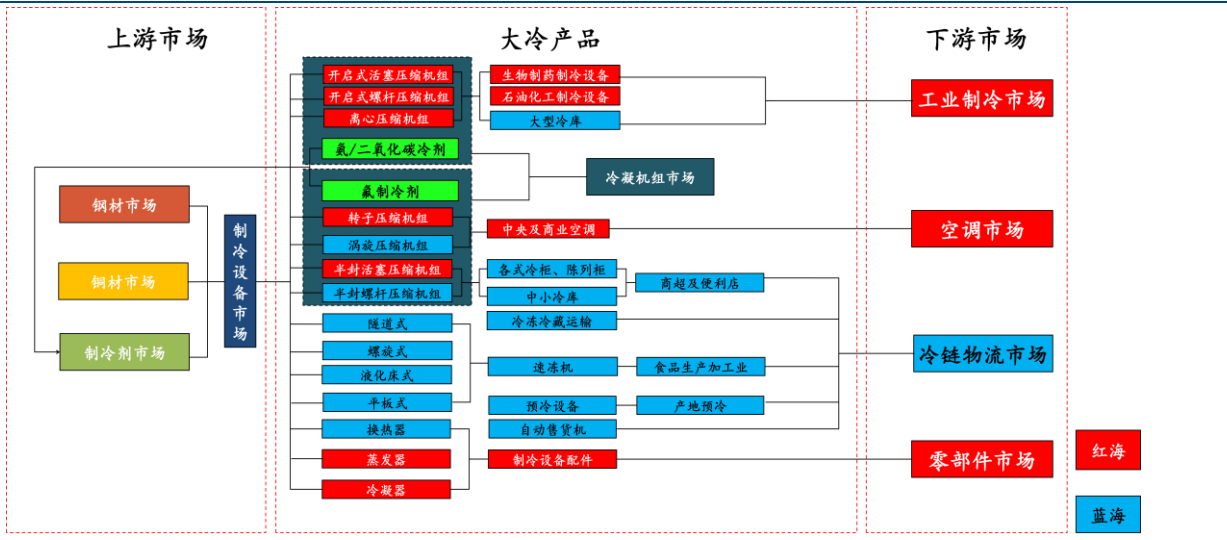 上游市场
大冷产品
下游市场
开启式活塞压缩机组
开启式螺杆压缩机组
离心压缩机组
氨/二氧化碳冷剂
氟制冷剂
转子压缩机组
涡旋压缩机组
半封活塞压缩机组
半封螺杆压缩机组
隧道式
螺旋式
液化床式
平板式
换热器
蒸发器
冷凝器
钢材市场
铜材市场
制冷剂市场
制冷设备市场
生物制药制冷设备
石油化工制冷设备
大型冷库
冷凝机组市场
中央及商业空调
各式冷柜、陈列柜
中小冷库
商超及便利店
冷冻冷藏运输
速冻机
食品生产加工业
预冷设备
产地预冷
自动售货机
制冷设备配件
工业制冷市场
空调市场
冷链物流市场
零部件市场
红海
蓝海